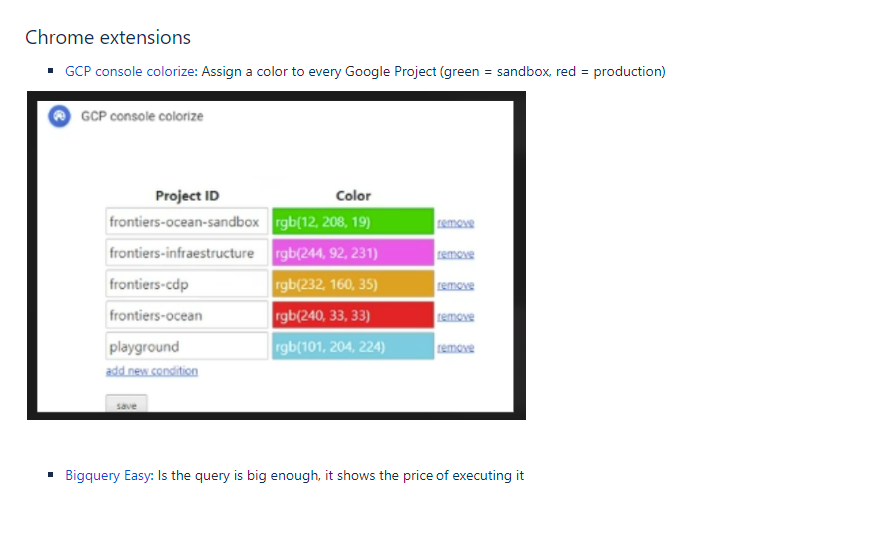 Chrome extensions
▪ GCP console colorize: Assign a color to every Google Project (green = sandbox, red = production)
GCP console colorize
Project ID Color
frontiers-ocean-sandbox rgb(12, 208, 19) remove
frontiers-infraestructure rgb(244, 92, 231) remove
frontiers-cdp rgb(232, 160, 35) remove
frontiers-ocean rgb(240, 33, 33) remove
playground rgb(101, 204, 224) remove
add new condition
save
▪ Bigquery Easy: Is the query is big enough, it shows the price of executing it